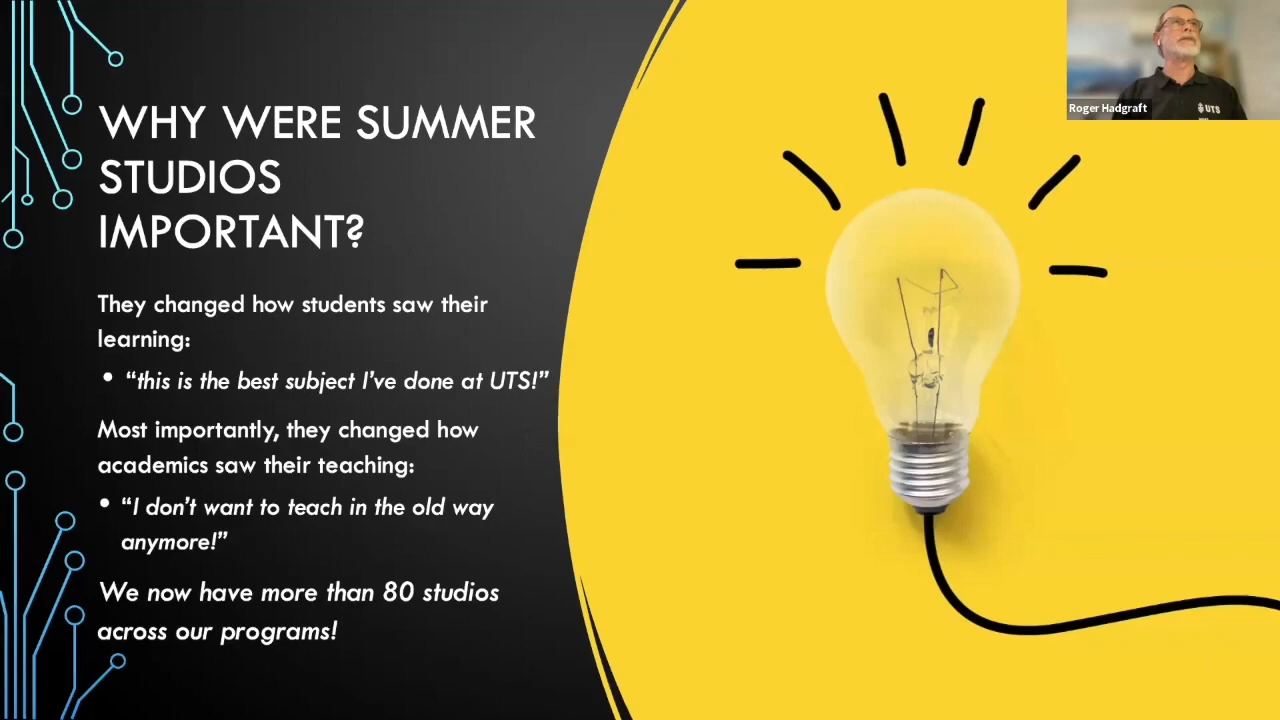 WHY WERE SUMMER
STUDIOS
IMPORTANT?
They changed how students saw their
learning:
• “this is the best subject I’ve done at UTS!”
Most importantly, they changed how
academics saw their teaching:
• “I don’t want to teach in the old way
anymore!”
We now have more than 80 studios
across our programs!
Roger Hadgraft
UTS